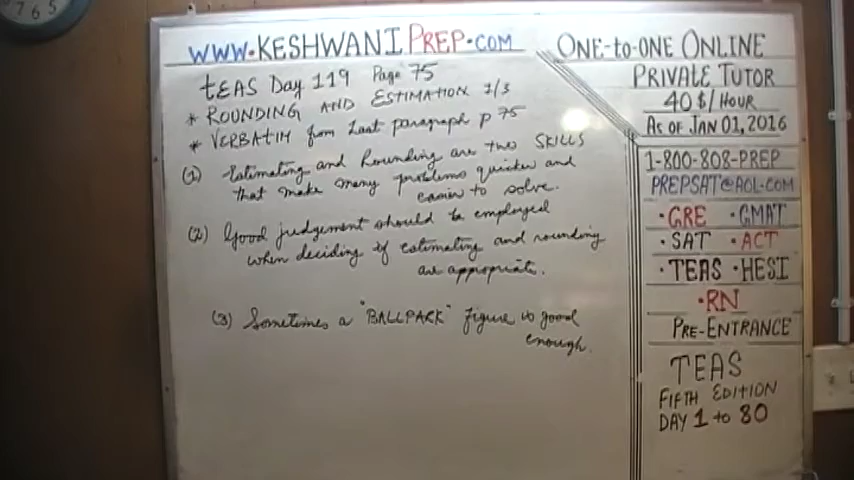 7 6 5
WWW.KESHWANIPREP.COM
TEAS Day 119 Page 75
* ROUNDING AND ESTIMATION 1/3
* VERBATIM from Last paragraph p 75
(1) Estimating and Rounding are two SKILLS
that make many problems quicker and
easier to solve.
(2) Good judgement should be employed
when deciding if estimating and rounding
are appropriate.
(3) Sometimes a "BALLPARK" figure is good
enough.
ONE-TO-ONE ONLINE
PRIVATE TUTOR
40 $/HOUR
AS OF JAN 01, 2016
1-800-808-PREP
PREPSAT@AOL.COM
• GRE • GMAT
• SAT • ACT
• TEAS • HESI
• RN
PRE-ENTRANCE
TEAS
FIFTH EDITION
DAY 1 to 80